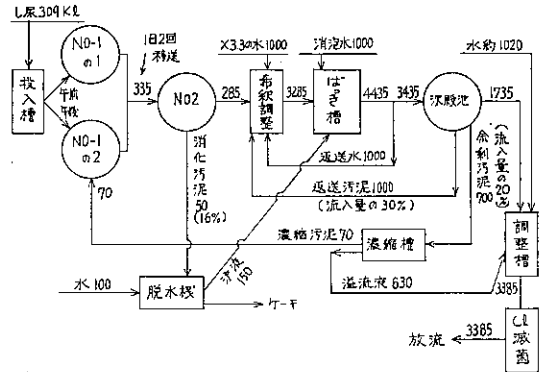 し尿309Kl
投入槽
NO-1の1
午前
午後
NO-1の2
70
1日2回
移送
335
NO2
285
消化汚泥50
(16%)
×3.3の水1000
希釈調整
3285
消泡水1000
ばっ気槽
4435
3435
沈殿池
水約1020
1735
余剰汚泥700
(流入量の20%)
返送水1000
返送汚泥1000
(流入量の30%)
濃縮汚泥70
濃縮槽
溢流液630
調整槽
3385
Cl滅菌
3385
放流
水100
脱水機
分液150
ケーキ